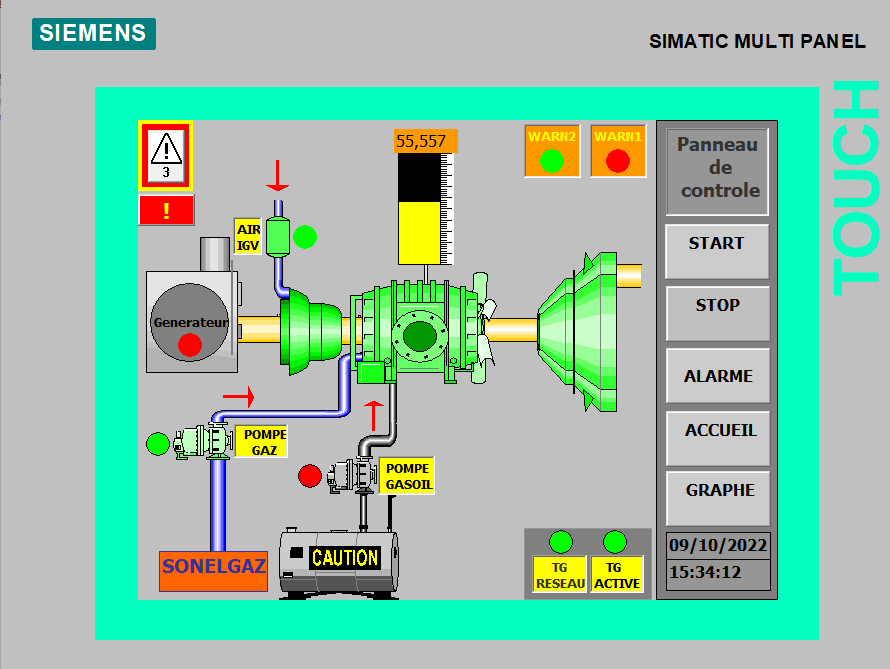 SIEMENS
SIMATIC MULTI PANEL
TOUCH
3
!
55,557
WARN2
WARN1
Panneau
de
controle
AIR
IGV
START
STOP
Generateur
ALARME
POMPE
GAZ
ACCUEIL
POMPE
GASOIL
GRAPHE
CAUTION
SONELGAZ
TG
RESEAU
TG
ACTIVE
09/10/2022
15:34:12